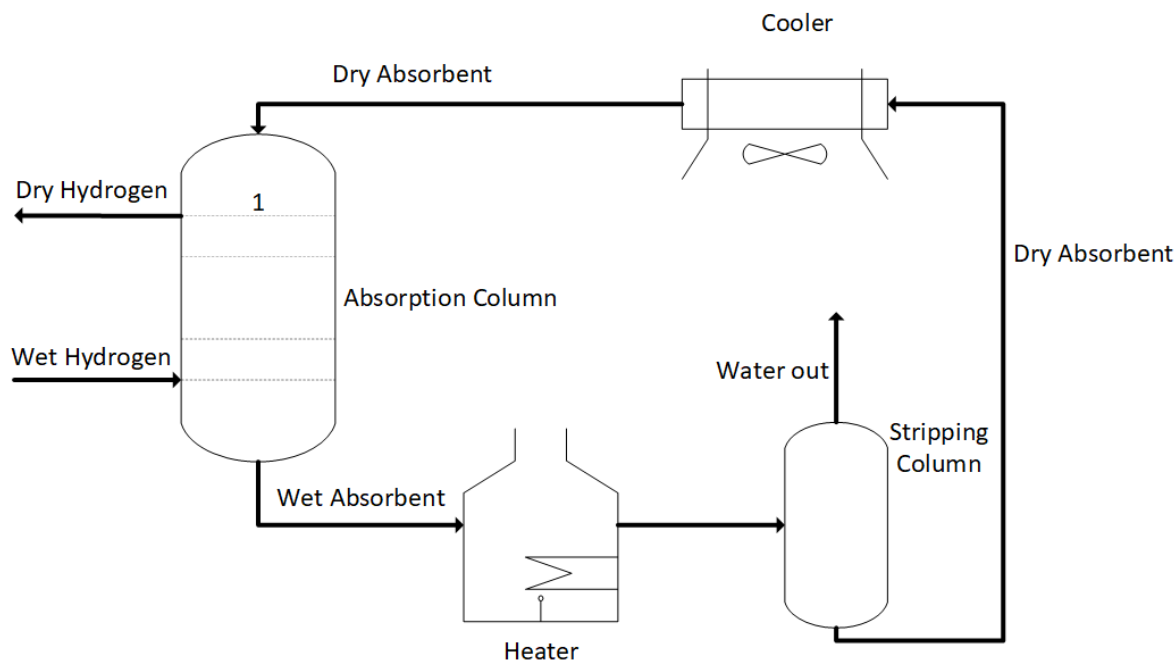 Cooler
Dry Absorbent
Dry Hydrogen
1
Dry Absorbent
Absorption Column
Wet Hydrogen
Water out
Stripping
Column
Wet Absorbent
Heater